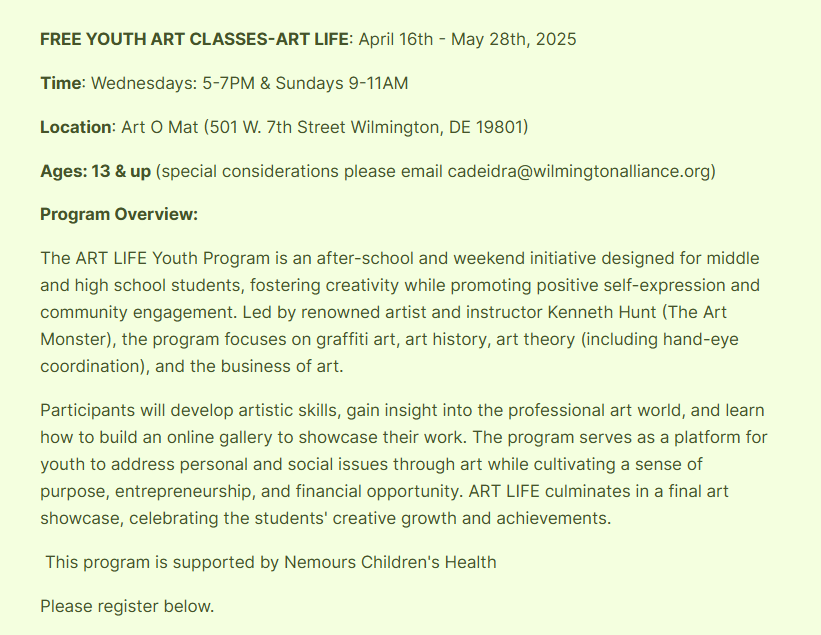 FREE YOUTH ART CLASSES-ART LIFE: April 16th - May 28th, 2025
Time: Wednesdays: 5-7PM & Sundays 9-11AM
Location: Art O Mat (501 W. 7th Street Wilmington, DE 19801)
Ages: 13 & up (special considerations please email cadeidra@wilmingtonalliance.org)
Program Overview:
The ART LIFE Youth Program is an after-school and weekend initiative designed for middle
and high school students, fostering creativity while promoting positive self-expression and
community engagement. Led by renowned artist and instructor Kenneth Hunt (The Art
Monster), the program focuses on graffiti art, art history, art theory (including hand-eye
coordination), and the business of art.
Participants will develop artistic skills, gain insight into the professional art world, and learn
how to build an online gallery to showcase their work. The program serves as a platform for
youth to address personal and social issues through art while cultivating a sense of
purpose, entrepreneurship, and financial opportunity. ART LIFE culminates in a final art
showcase, celebrating the students' creative growth and achievements.
This program is supported by Nemours Children's Health
Please register below.